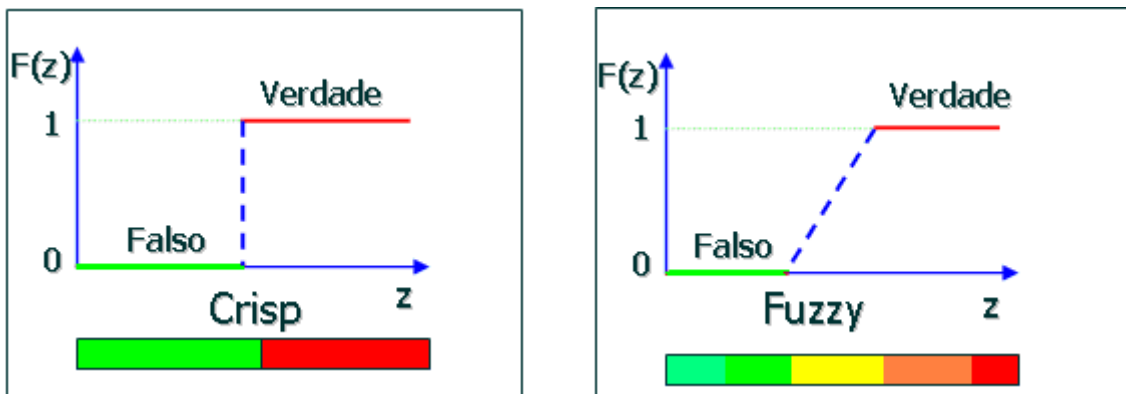 F(z)
Verdade
1
Falso
0
z
Crisp
F(z)
Verdade
1
Falso
0
z
Fuzzy